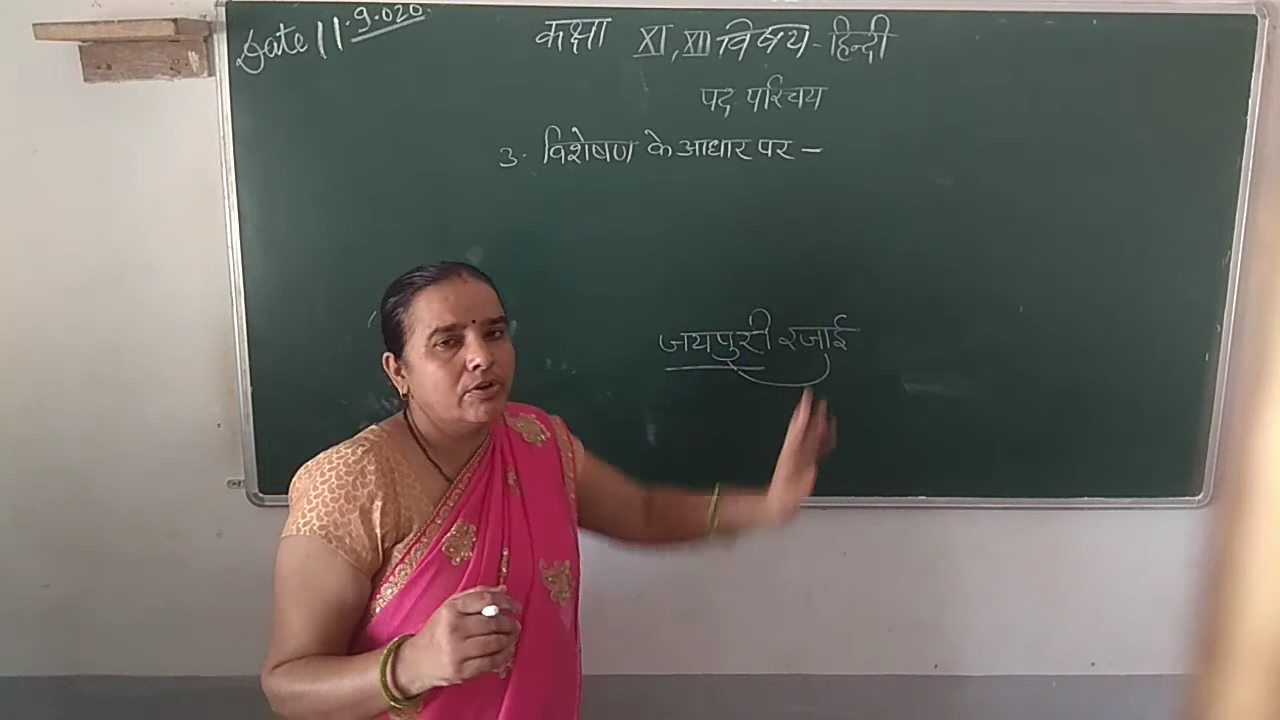 Date 11.9.020.
कक्षा XI, XII विषय - हिन्दी
पद परिचय
3. विशेषण के आधार पर -
जयपुरी रजाई